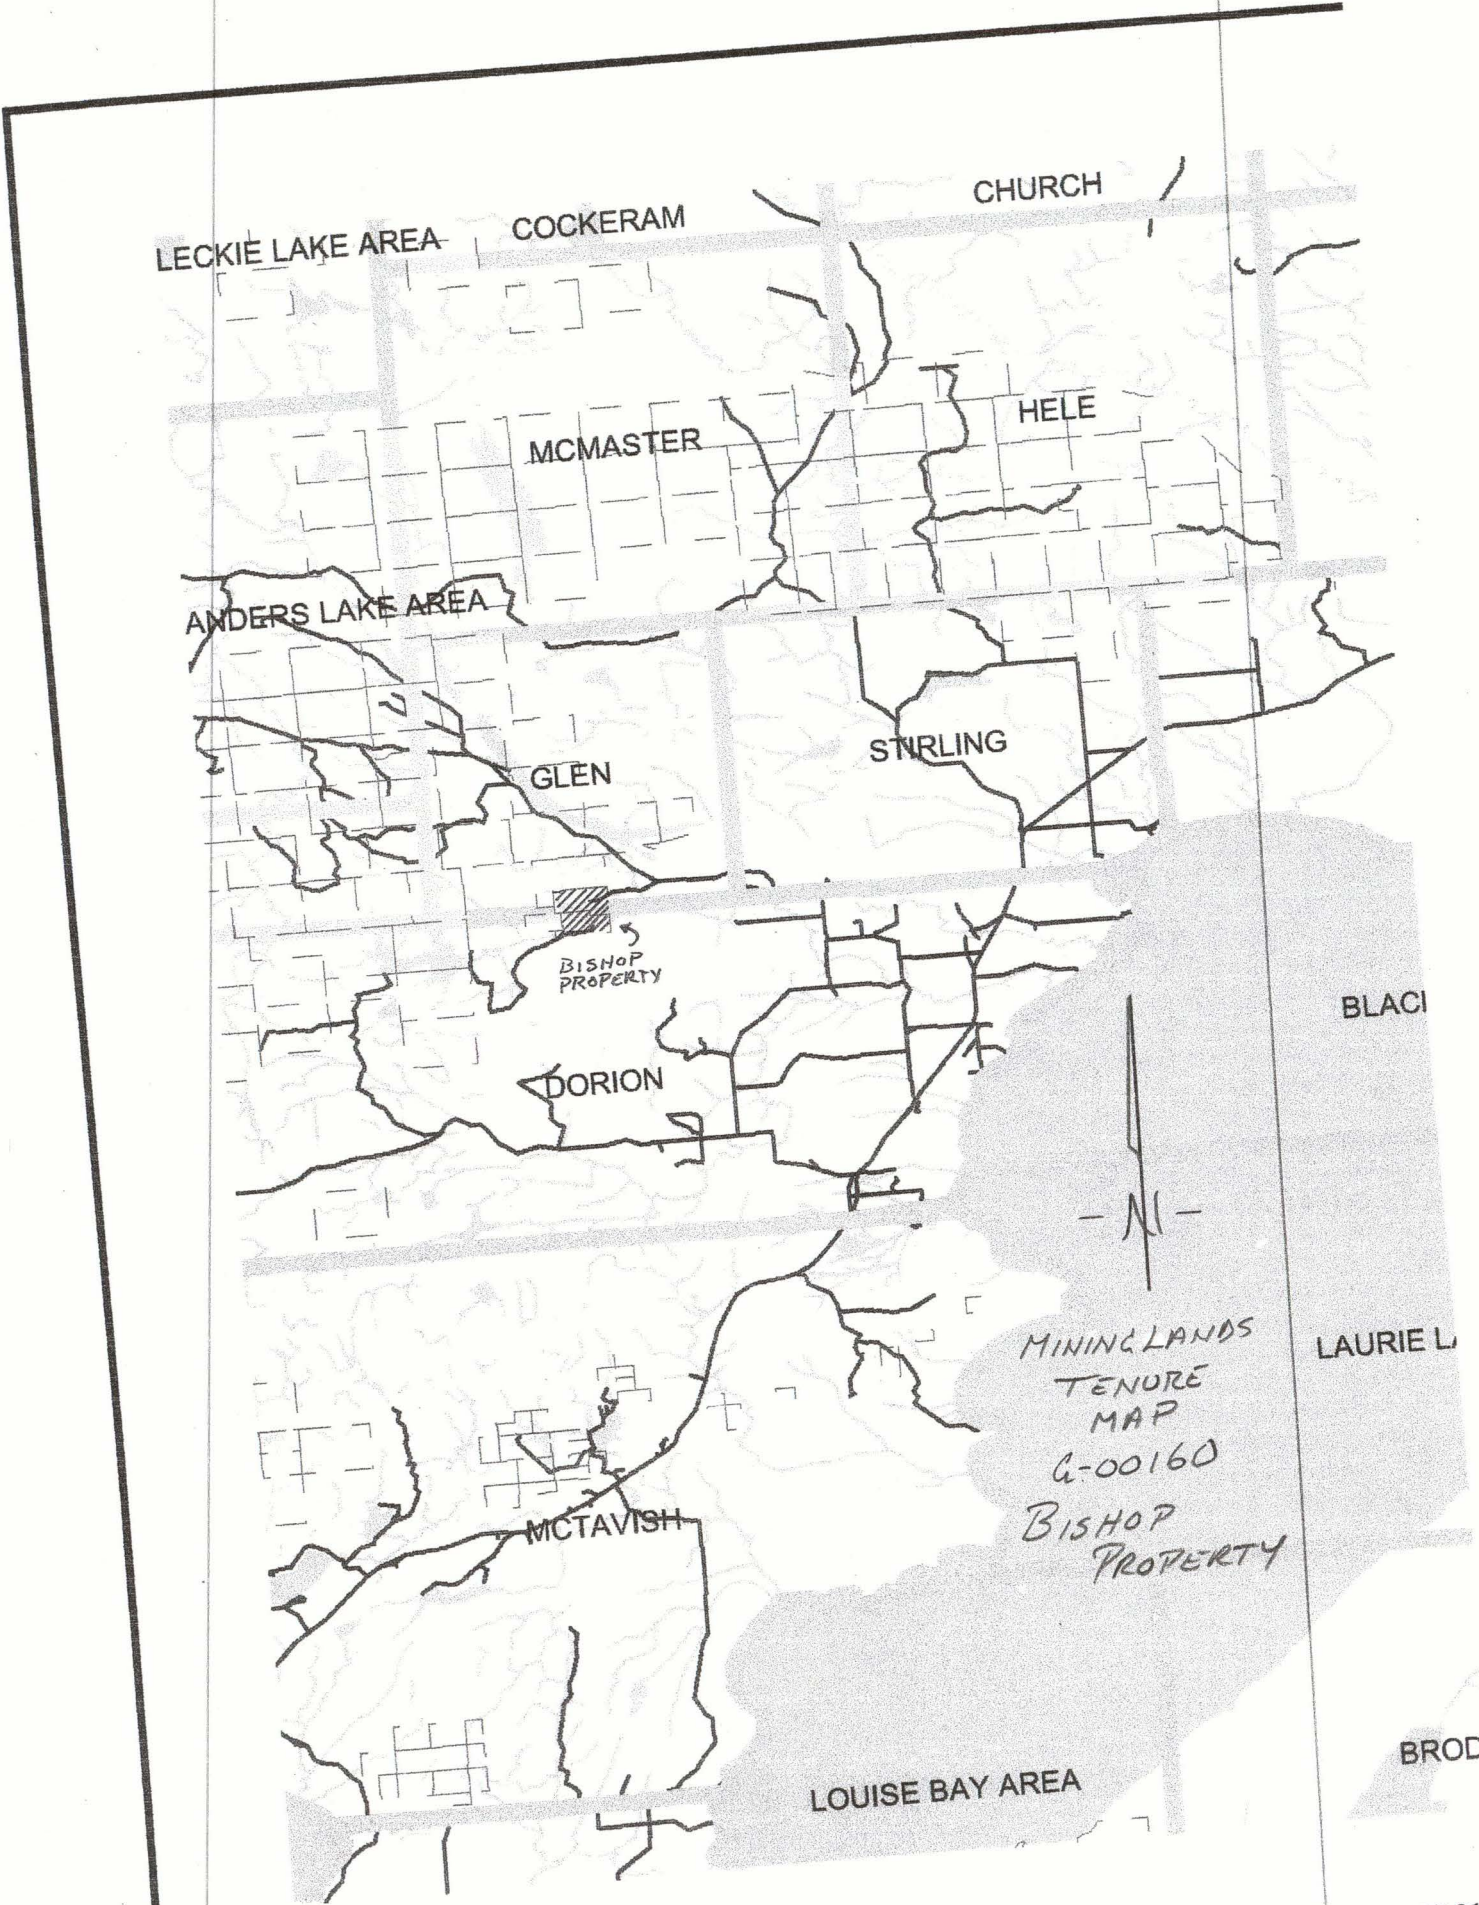 CHURCH
COCKERAM
LECKIE LAKE AREA
HELE
MCMASTER
ANDERS LAKE AREA
STIRLING
GLEN
BISHOP
PROPERTY
BLACI
DORION
- N -
MINING LANDS
TENURE
MAP
G-00160
BISHOP
PROPERTY
LAURIE L
MCTAVISH
BROD
LOUISE BAY AREA